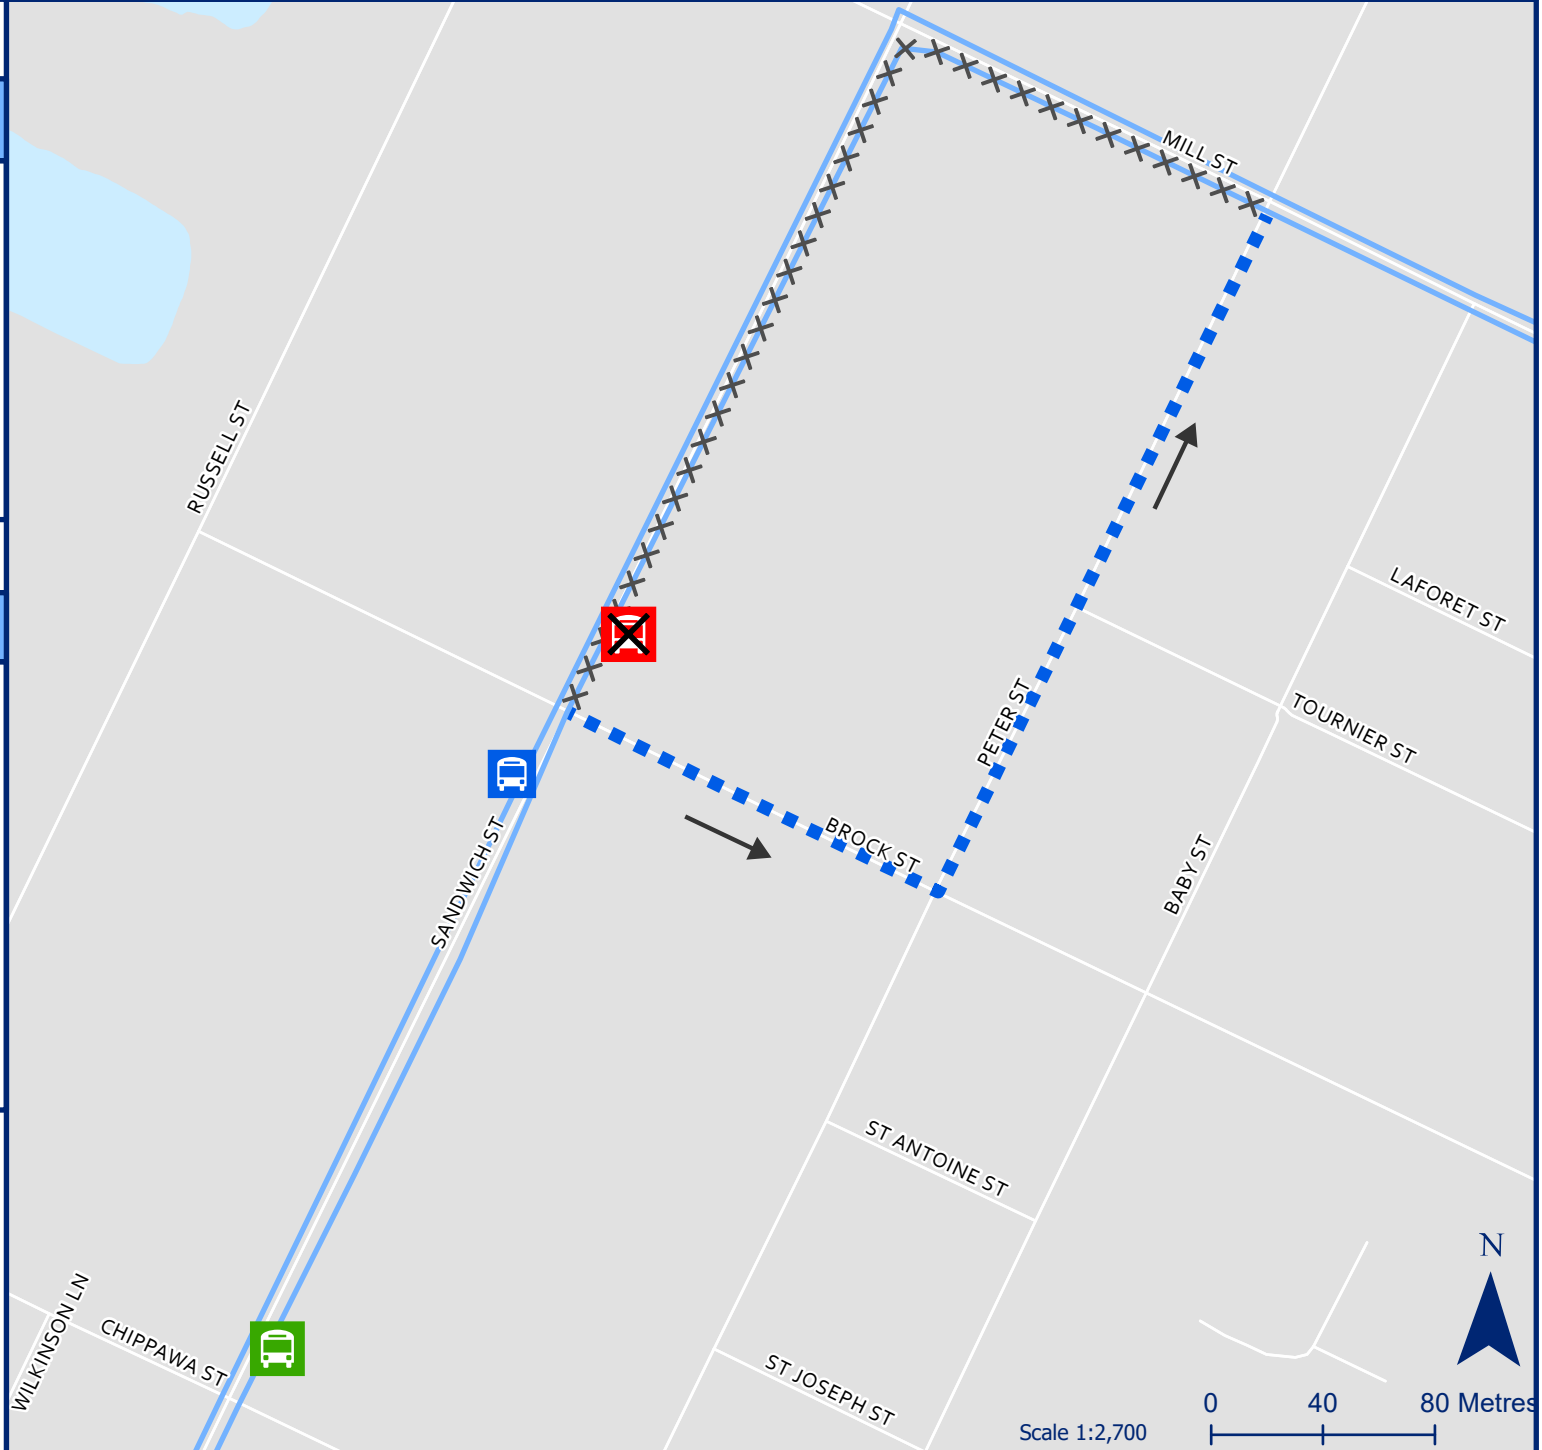 MILL ST
RUSSELL ST
LAFORET ST
PETER ST
TOURNIER ST
BROCK ST
SANDWICH ST
BABY ST
ST ANTOINE ST
N
WILKINSON LN
CHIPPAWA ST
ST JOSEPH ST
0 40 80 Metres
Scale 1:2,700